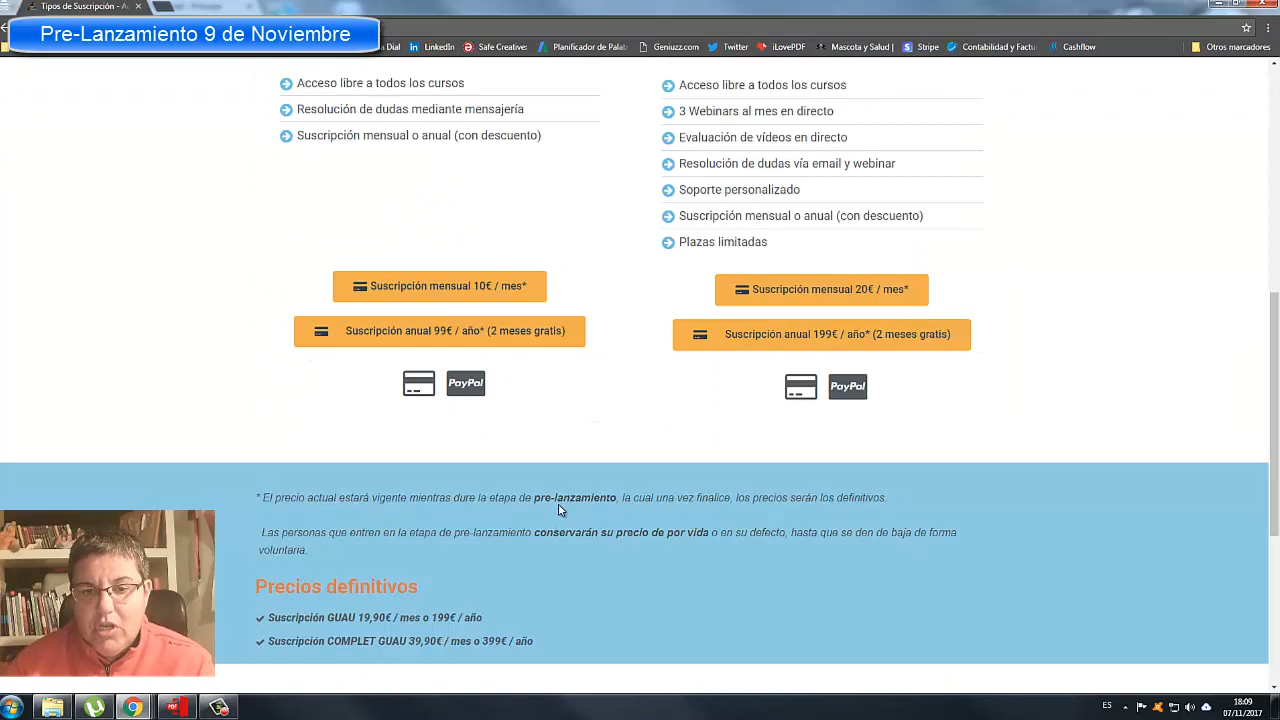 Tipos de Suscripción - A
Pre-Lanzamiento 9 de Noviembre
Dial
LinkedIn
Safe Creative:
Planificador de Palab
Geniuzz.com
Twitter
iLovePDF
Mascota y Salud |
Stripe
Contabilidad y Factu
Cashflow
Otros marcadores
Acceso libre a todos los cursos
Resolución de dudas mediante mensajería
Suscripción mensual o anual (con descuento)
Suscripción mensual 10€ / mes*
Suscripción anual 99€ / año* (2 meses gratis)
PayPal
Acceso libre a todos los cursos
3 Webinars al mes en directo
Evaluación de vídeos en directo
Resolución de dudas vía email y webinar
Soporte personalizado
Suscripción mensual o anual (con descuento)
Plazas limitadas
Suscripción mensual 20€ / mes*
Suscripción anual 199€ / año* (2 meses gratis)
PayPal
* El precio actual estará vigente mientras dure la etapa de pre-lanzamiento, la cual una vez finalice, los precios serán los definitivos.
Las personas que entren en la etapa de pre-lanzamiento conservarán su precio de por vida o en su defecto, hasta que se den de baja de forma
voluntaria.
Precios definitivos
Suscripción GUAU 19,90€ / mes o 199€ / año
Suscripción COMPLET GUAU 39,90€ / mes o 399€ / año
ES
18:09
07/11/2017